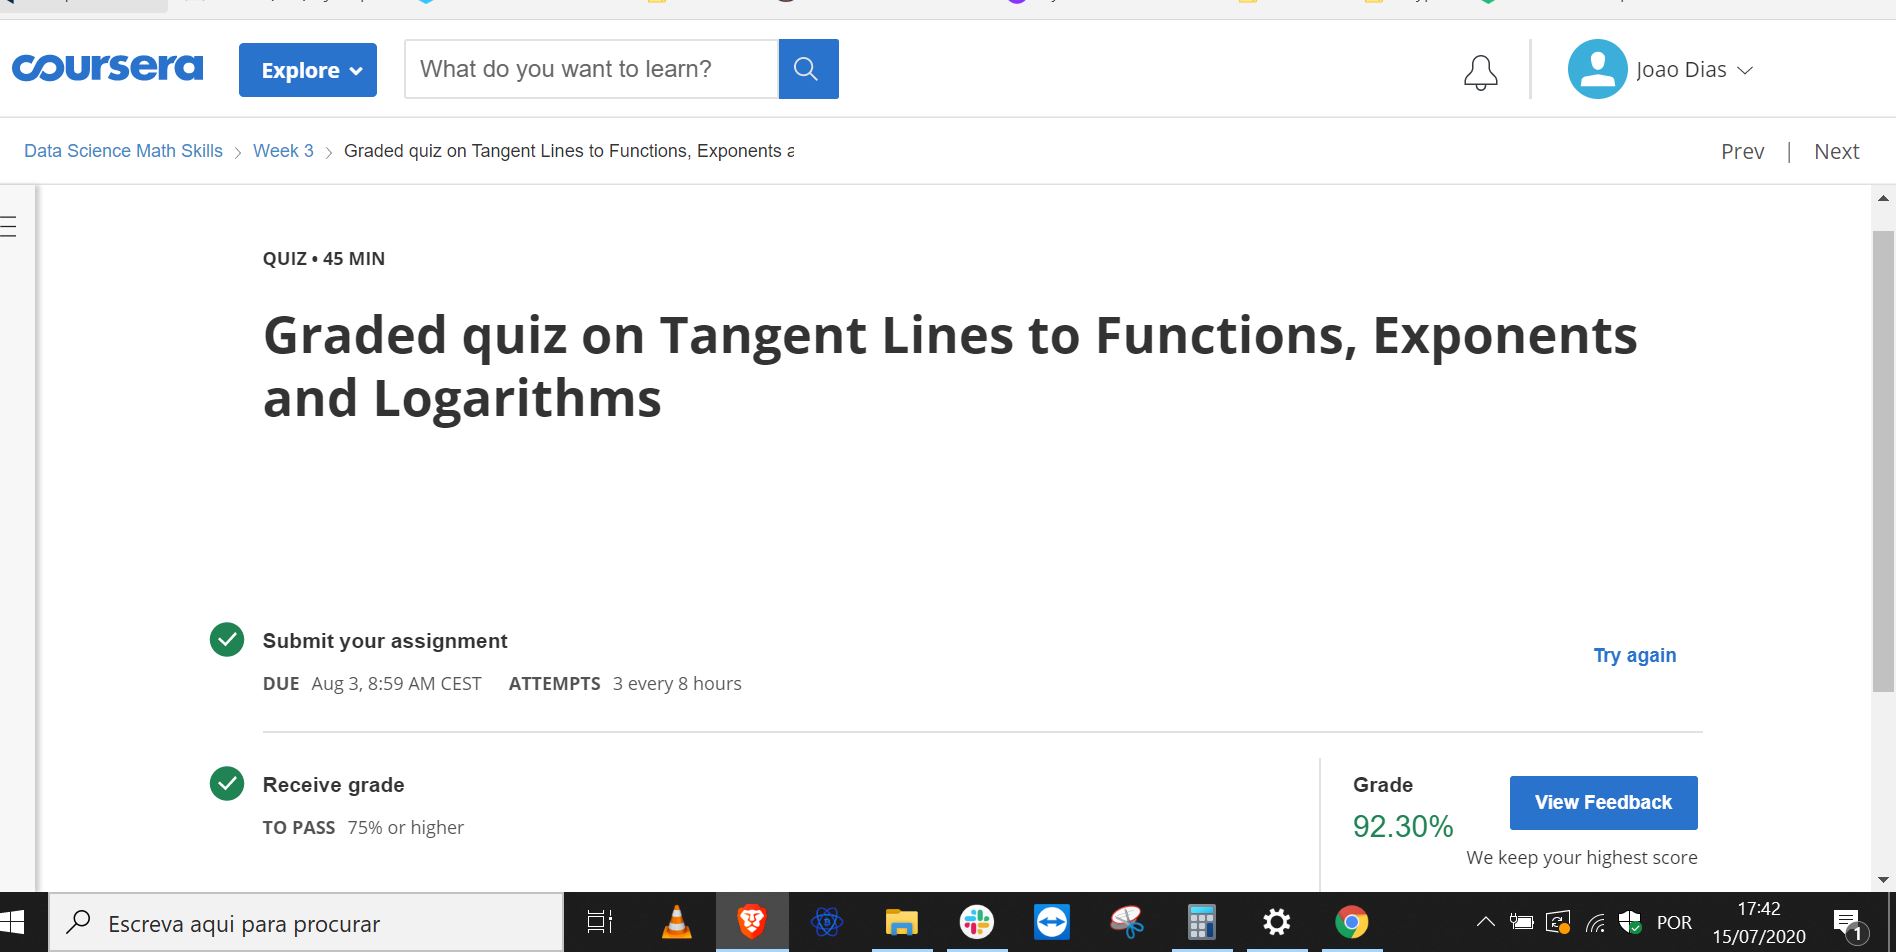 coursera
Explore
What do you want to learn?
Joao Dias
Data Science Math Skills > Week 3 > Graded quiz on Tangent Lines to Functions, Exponents a
Prev | Next
QUIZ • 45 MIN
Graded quiz on Tangent Lines to Functions, Exponents
and Logarithms
Submit your assignment
Try again
DUE Aug 3, 8:59 AM CEST ATTEMPTS 3 every 8 hours
Receive grade
Grade
View Feedback
TO PASS 75% or higher
92.30%
We keep your highest score
Escreva aqui para procurar
POR
17:42
15/07/2020
1